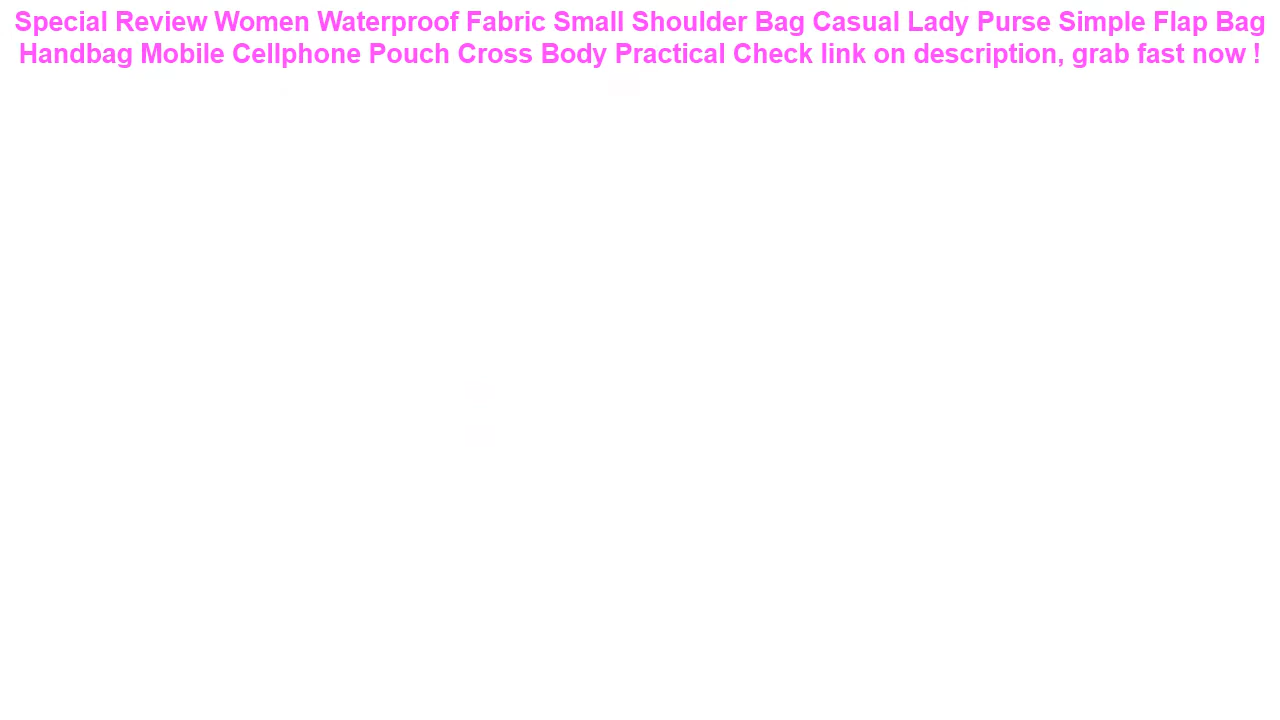 Special Review Women Waterproof Fabric Small Shoulder Bag Casual Lady Purse Simple Flap Bag
Handbag Mobile Cellphone Pouch Cross Body Practical Check link on description, grab fast now !